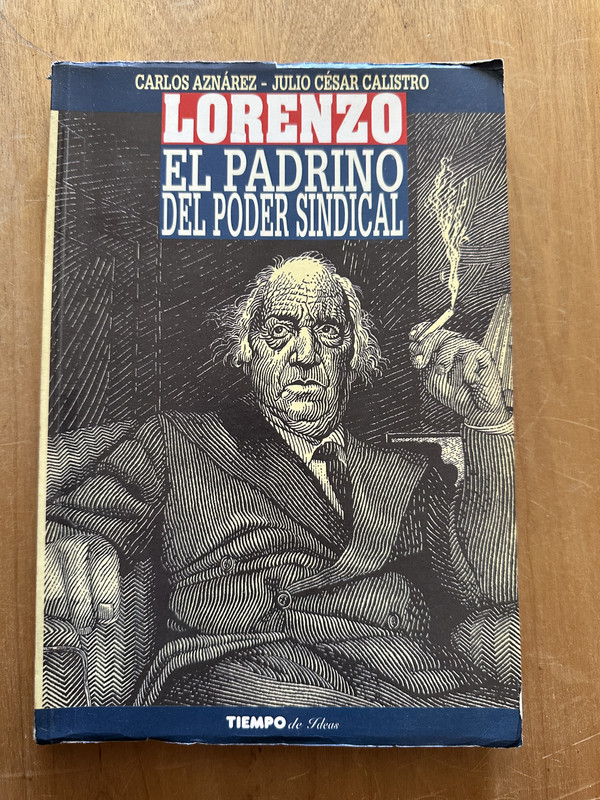 CARLOS AZNÁREZ - JULIO CÉSAR CALISTRO
LORENZO
EL PADRINO
DEL PODER SINDICAL
TIEMPO de Ideas